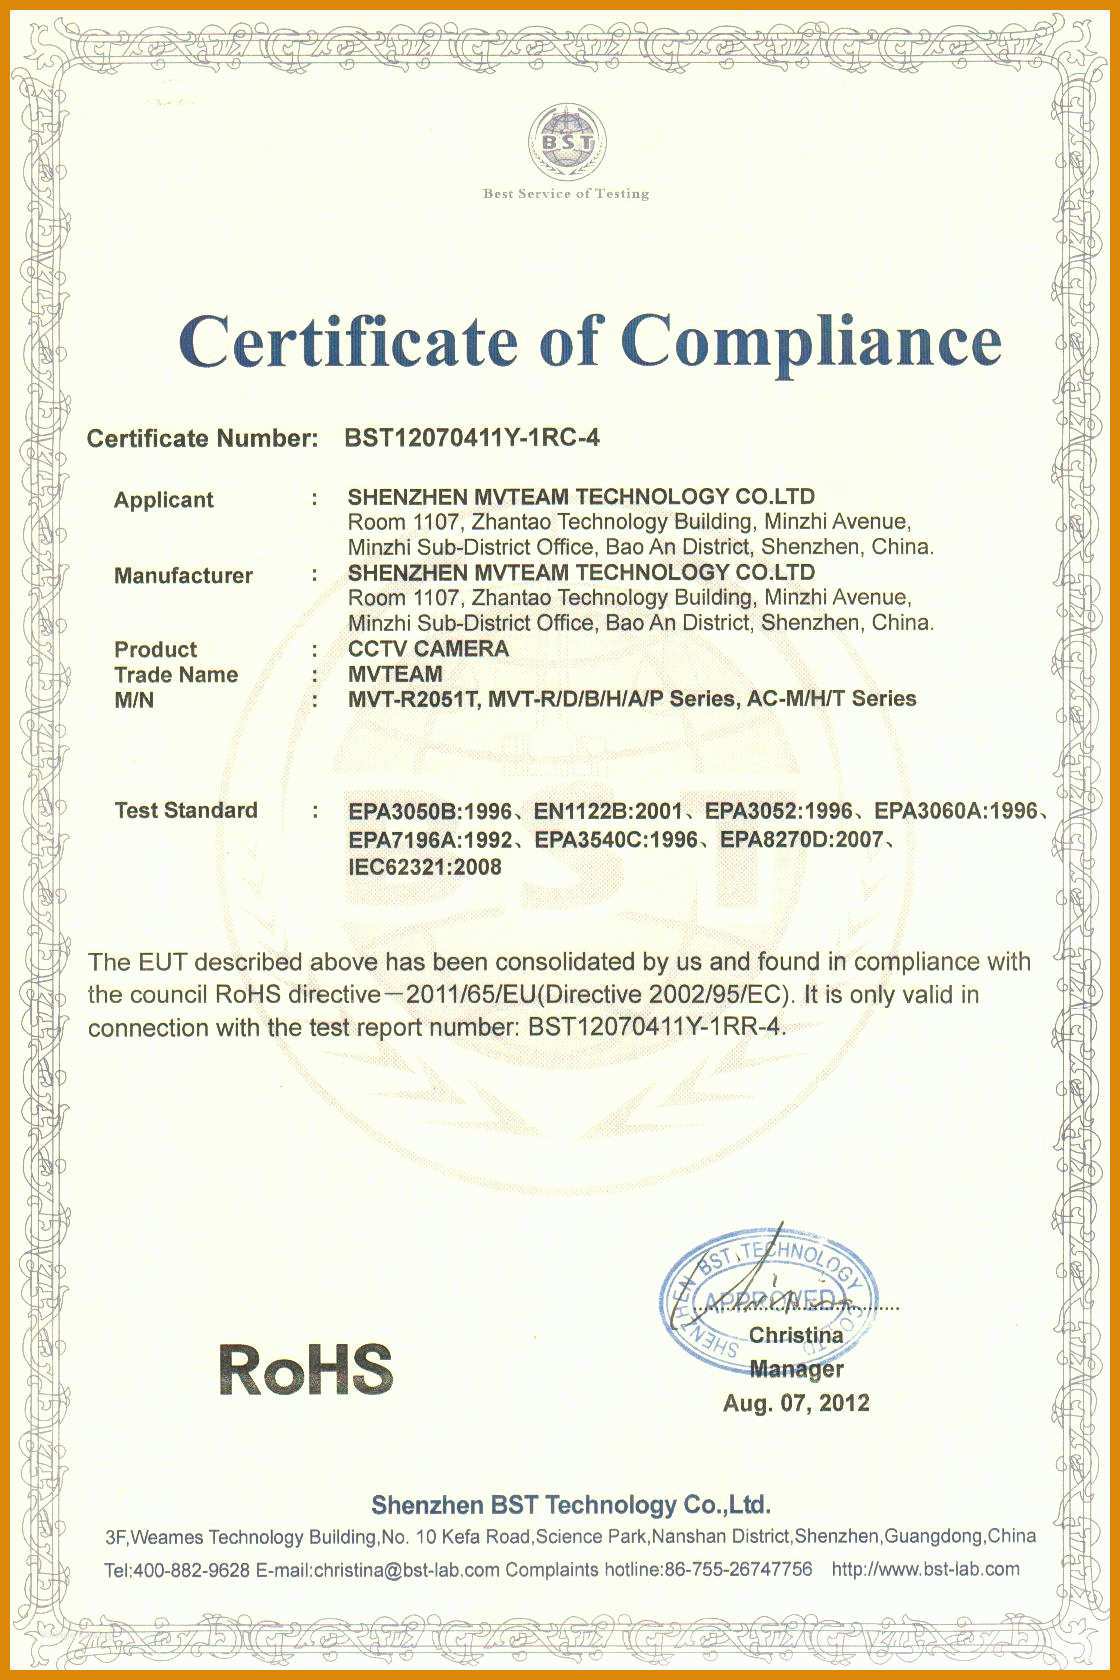 BST
Best Service of Testing
Certificate of Compliance
Certificate Number: BST12070411Y-1RC-4
Applicant : SHENZHEN MVTEAM TECHNOLOGY CO.LTD
Room 1107, Zhantao Technology Building, Minzhi Avenue,
Minzhi Sub-District Office, Bao An District, Shenzhen, China.
Manufacturer : SHENZHEN MVTEAM TECHNOLOGY CO.LTD
Room 1107, Zhantao Technology Building, Minzhi Avenue,
Minzhi Sub-District Office, Bao An District, Shenzhen, China.
Product : CCTV CAMERA
Trade Name : MVTEAM
M/N : MVT-R2051T, MVT-R/D/B/H/A/P Series, AC-M/H/T Series
Test Standard : EPA3050B:1996、EN1122B:2001、EPA3052:1996、EPA3060A:1996、
EPA7196A:1992、EPA3540C:1996、EPA8270D:2007、
IEC62321:2008
BST
The EUT described above has been consolidated by us and found in compliance with
the council RoHS directive—2011/65/EU(Directive 2002/95/EC). It is only valid in
connection with the test report number: BST12070411Y-1RR-4.
SHENZHEN BST TECHNOLOGY CO.LTD
APPROVED
Christina
RoHS
Manager
Aug. 07, 2012
Shenzhen BST Technology Co.,Ltd.
3F,Weames Technology Building,No. 10 Kefa Road,Science Park,Nanshan District,Shenzhen,Guangdong,China
Tel:400-882-9628 E-mail:christina@bst-lab.com Complaints hotline:86-755-26747756 http://www.bst-lab.com